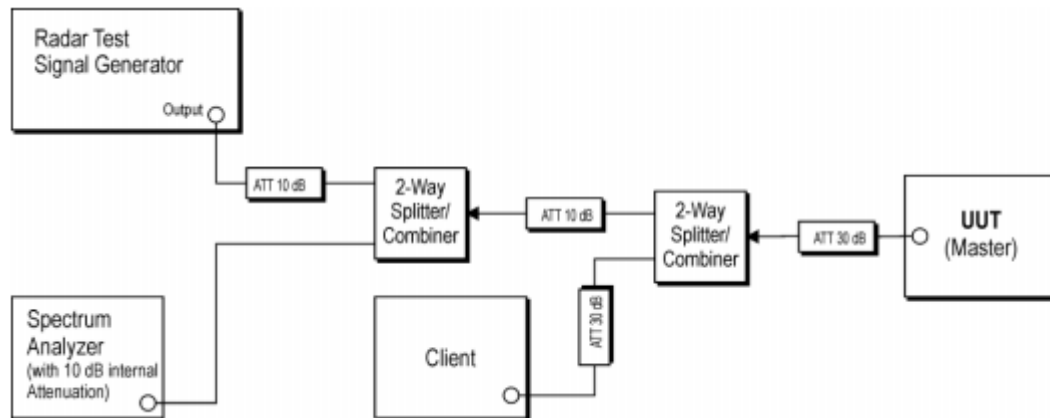 Radar Test
Signal Generator
Output
ATT 10 dB
2-Way
Splitter/
Combiner
ATT 10 dB
2-Way
Splitter/
Combiner
ATT 30 dB
UUT
(Master)
Spectrum
Analyzer
(with 10 dB internal
Attenuation)
Client
ATT 30 dB